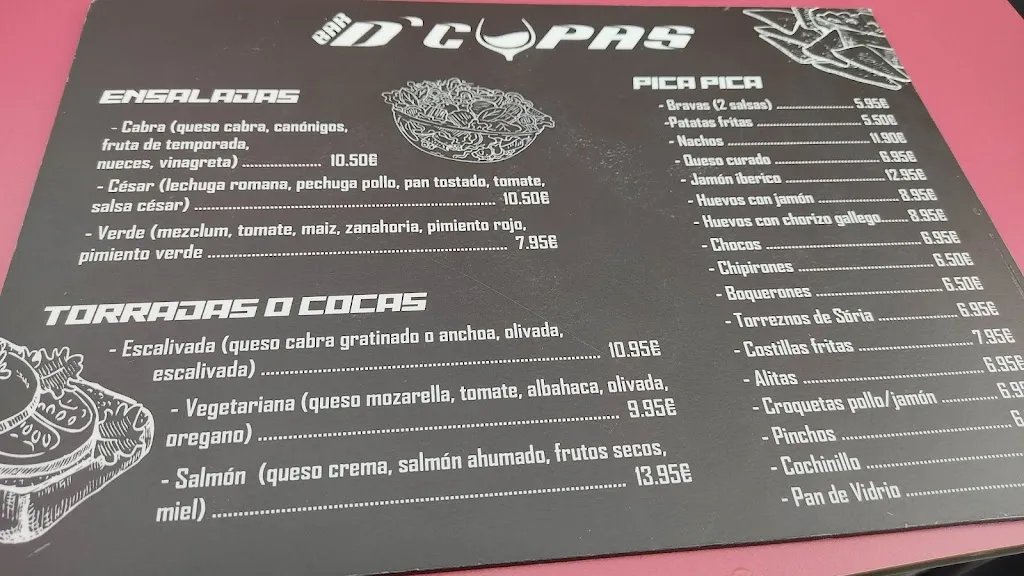 BAR D'COPAS
ENSALADAS
- Cabra (queso cabra, canónigos,
fruta de temporada,
nueces, vinagreta) .................. 10.50€
- César (lechuga romana, pechuga pollo, pan tostado, tomate,
salsa césar) .................. 10.50€
- Verde (mezclum, tomate, maiz, zanahoria, pimiento rojo,
pimiento verde .................. 7.95€
TORRADAS O COCAS
- Escalivada (queso cabra gratinado o anchoa, olivada,
escalivada) .................. 10.95€
- Vegetariana (queso mozarella, tomate, albahaca, olivada,
oregano) .................. 9.95€
- Salmón (queso crema, salmón ahumado, frutos secos,
miel) .................. 13.95€
PICA PICA
- Bravas (2 salsas) .................. 5.95€
-Patatas fritas .................. 5.50€
- Nachos .................. 11.90€
- Queso curado .................. 6.95€
- Jamón iberico .................. 12.95€
- Huevos con jamón .................. 8.95€
- Huevos con chorizo gallego....... 8.95€
- Chocos .................. 6.95€
- Chipirones .................. 6.50€
- Boquerones .................. 6.50€
- Torreznos de Sória .................. 6.95€
- Costillas fritas .................. 7.95€
- Alitas .................. 6.95€
- Croquetas pollo/jamón .................. 6.9
- Pinchos .................. 6.
- Cochinillo ..................
- Pan de Vidrio ..................